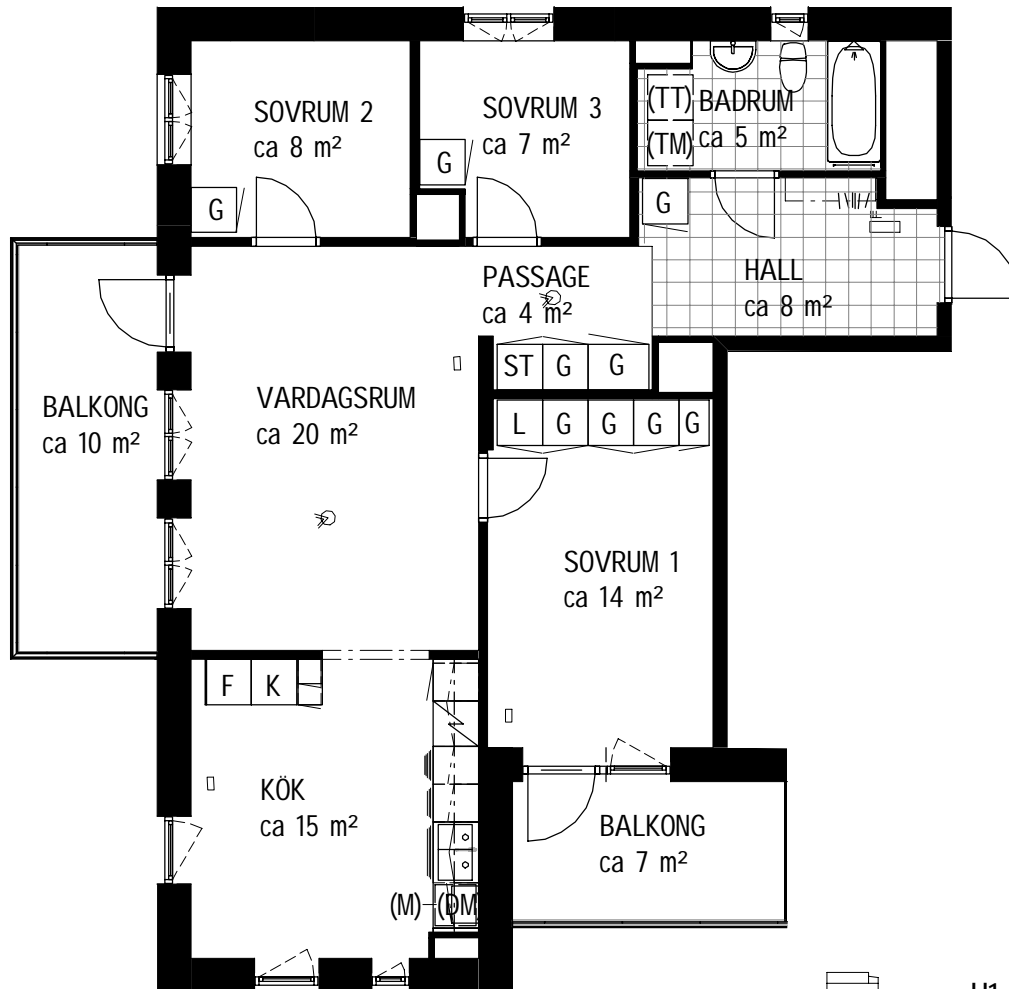 SOVRUM 2
ca 8 m²
SOVRUM 3
ca 7 m²
(TT)
BADRUM
(TM)
ca 5 m²
G
G
G
PASSAGE
ca 4 m²
HALL
ca 8 m²
ST G G
BALKONG
ca 10 m²
VARDAGSRUM
ca 20 m²
L G G G G
SOVRUM 1
ca 14 m²
F K
KÖK
ca 15 m²
BALKONG
ca 7 m²
(M) (DM)